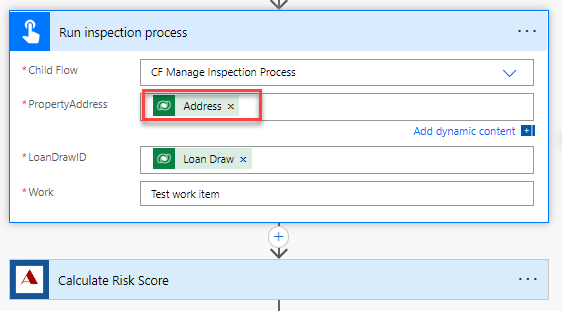 Run inspection process ...
* Child Flow CF Manage Inspection Process
* PropertyAddress Address ×
Add dynamic content
* LoanDrawID Loan Draw ×
* Work Test work item
+
A Calculate Risk Score ...